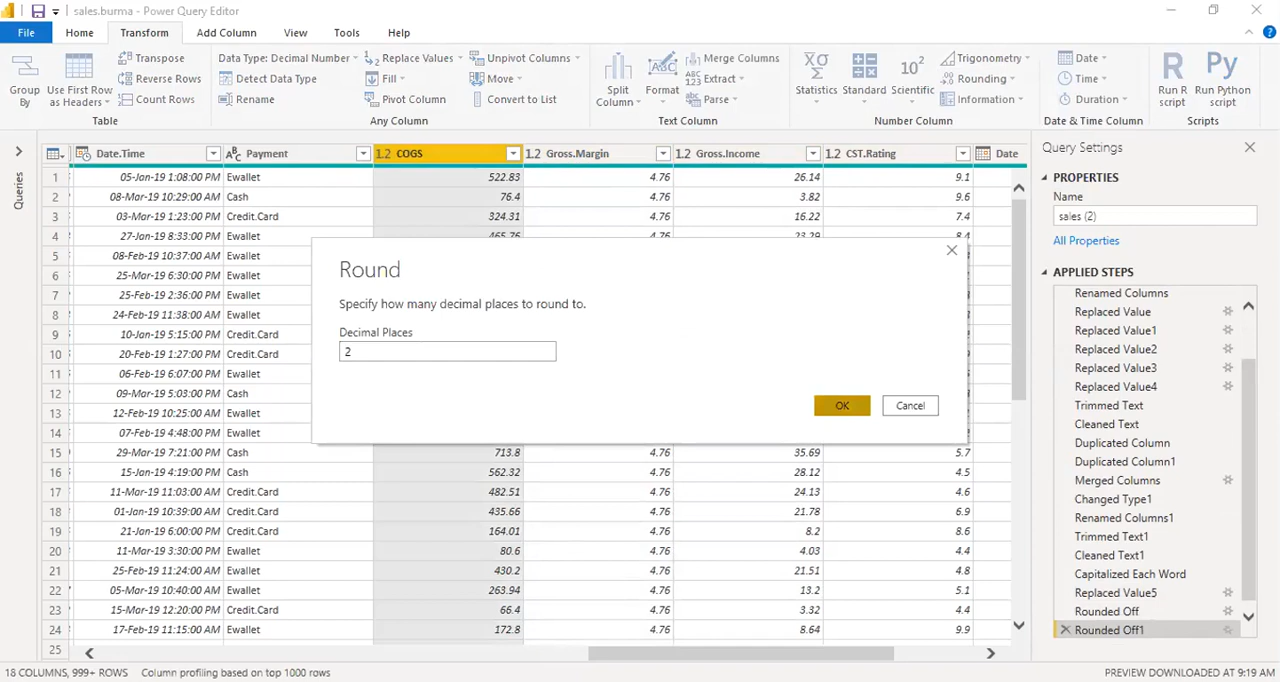 sales.burma - Power Query Editor
File Home Transform Add Column View Tools Help
Group By
Use First Row as Headers
Transpose
Reverse Rows
Count Rows
Table
Data Type: Decimal Number
Detect Data Type
Rename
Replace Values
Fill
Pivot Column
Unpivot Columns
Move
Convert to List
Any Column
Split Column
Format
Merge Columns
Extract
Parse
Text Column
Statistics
Standard
Scientific
Trigonometry
Rounding
Information
Number Column
Date
Time
Duration
Date & Time Column
Run R script
Run Python script
Scripts
Queries
Date.Time Payment 1.2 COGS 1.2 Gross.Margin 1.2 Gross.Income 1.2 CST.Rating Date
1 05-Jan-19 1:08:00 PM Ewallet 522.83 4.76 26.14 9.1
2 08-Mar-19 10:29:00 AM Cash 76.4 4.76 3.82 9.6
3 03-Mar-19 1:23:00 PM Credit.Card 324.31 4.76 16.22 7.4
4 27-Jan-19 8:33:00 PM Ewallet 465.76 4.76 23.29 8.4
5 08-Feb-19 10:37:00 AM Ewallet
6 25-Mar-19 6:30:00 PM Ewallet
7 25-Feb-19 2:36:00 PM Ewallet
8 24-Feb-19 11:38:00 AM Ewallet
9 10-Jan-19 5:15:00 PM Credit.Card
10 20-Feb-19 1:27:00 PM Credit.Card
11 06-Feb-19 6:07:00 PM Ewallet
12 09-Mar-19 5:03:00 PM Cash
13 12-Feb-19 10:25:00 AM Ewallet
14 07-Feb-19 4:48:00 PM Ewallet
15 29-Mar-19 7:21:00 PM Cash 713.8 4.76 35.69 5.7
16 15-Jan-19 4:19:00 PM Cash 562.32 4.76 28.12 4.5
17 11-Mar-19 11:03:00 AM Credit.Card 482.51 4.76 24.13 4.6
18 01-Jan-19 10:39:00 AM Credit.Card 435.66 4.76 21.78 6.9
19 21-Jan-19 6:00:00 PM Credit.Card 164.01 4.76 8.2 8.6
20 11-Mar-19 3:30:00 PM Ewallet 80.6 4.76 4.03 4.4
21 25-Feb-19 11:24:00 AM Ewallet 430.2 4.76 21.51 4.8
22 05-Mar-19 10:40:00 AM Ewallet 263.94 4.76 13.2 5.1
23 15-Mar-19 12:20:00 PM Credit.Card 66.4 4.76 3.32 4.4
24 17-Feb-19 11:15:00 AM Ewallet 172.8 4.76 8.64 9.9
25
Round
Specify how many decimal places to round to.
Decimal Places
2
OK Cancel
Query Settings
PROPERTIES
Name
sales (2)
All Properties
APPLIED STEPS
Renamed Columns
Replaced Value
Replaced Value1
Replaced Value2
Replaced Value3
Replaced Value4
Trimmed Text
Cleaned Text
Duplicated Column
Duplicated Column1
Merged Columns
Changed Type1
Renamed Columns1
Trimmed Text1
Cleaned Text1
Capitalized Each Word
Replaced Value5
Rounded Off
Rounded Off1
18 COLUMNS, 999+ ROWS Column profiling based on top 1000 rows
PREVIEW DOWNLOADED AT 9:19 AM